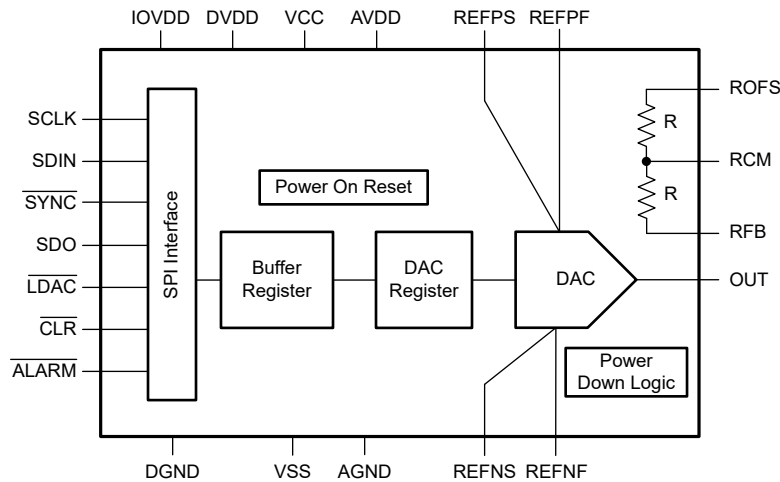 IOVDD DVDD VCC AVDD REFPS REFPF
SCLK
SDIN
SYNC
SDO
LDAC
CLR
ALARM
SPI Interface
Power On Reset
Buffer
Register
DAC
Register
DAC
Power
Down Logic
R
R
ROFS
RCM
RFB
OUT
DGND VSS AGND REFNS REFNF